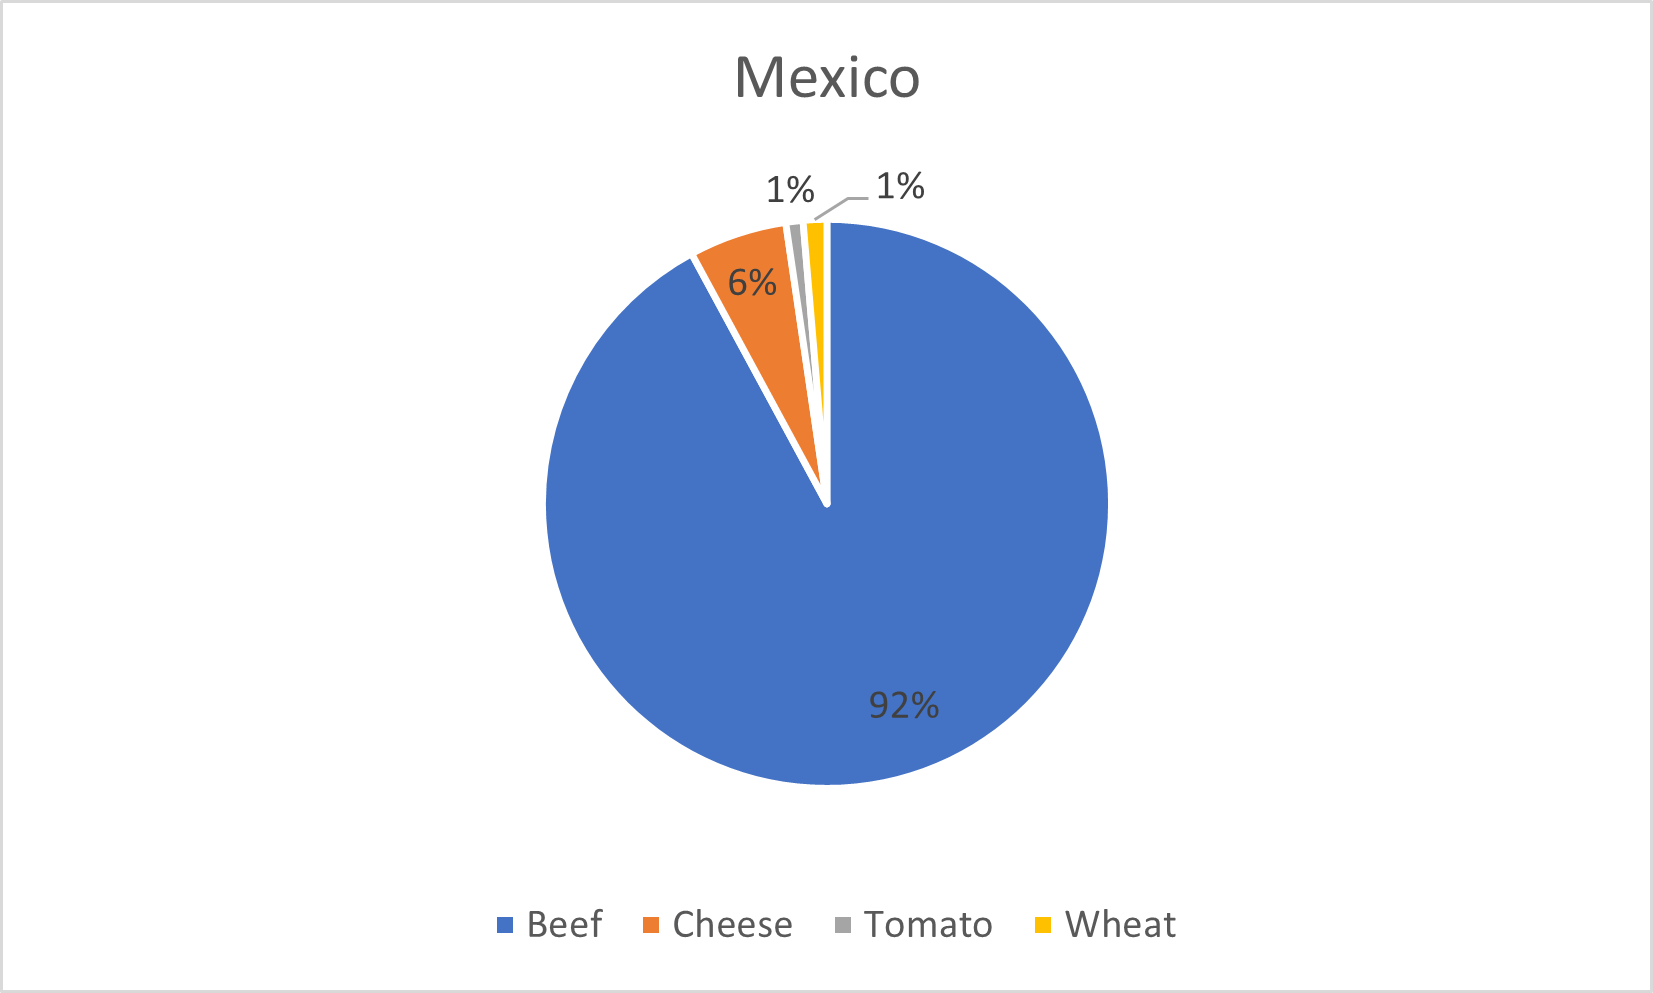 Mexico
1%
1%
6%
92%
Beef
Cheese
Tomato
Wheat